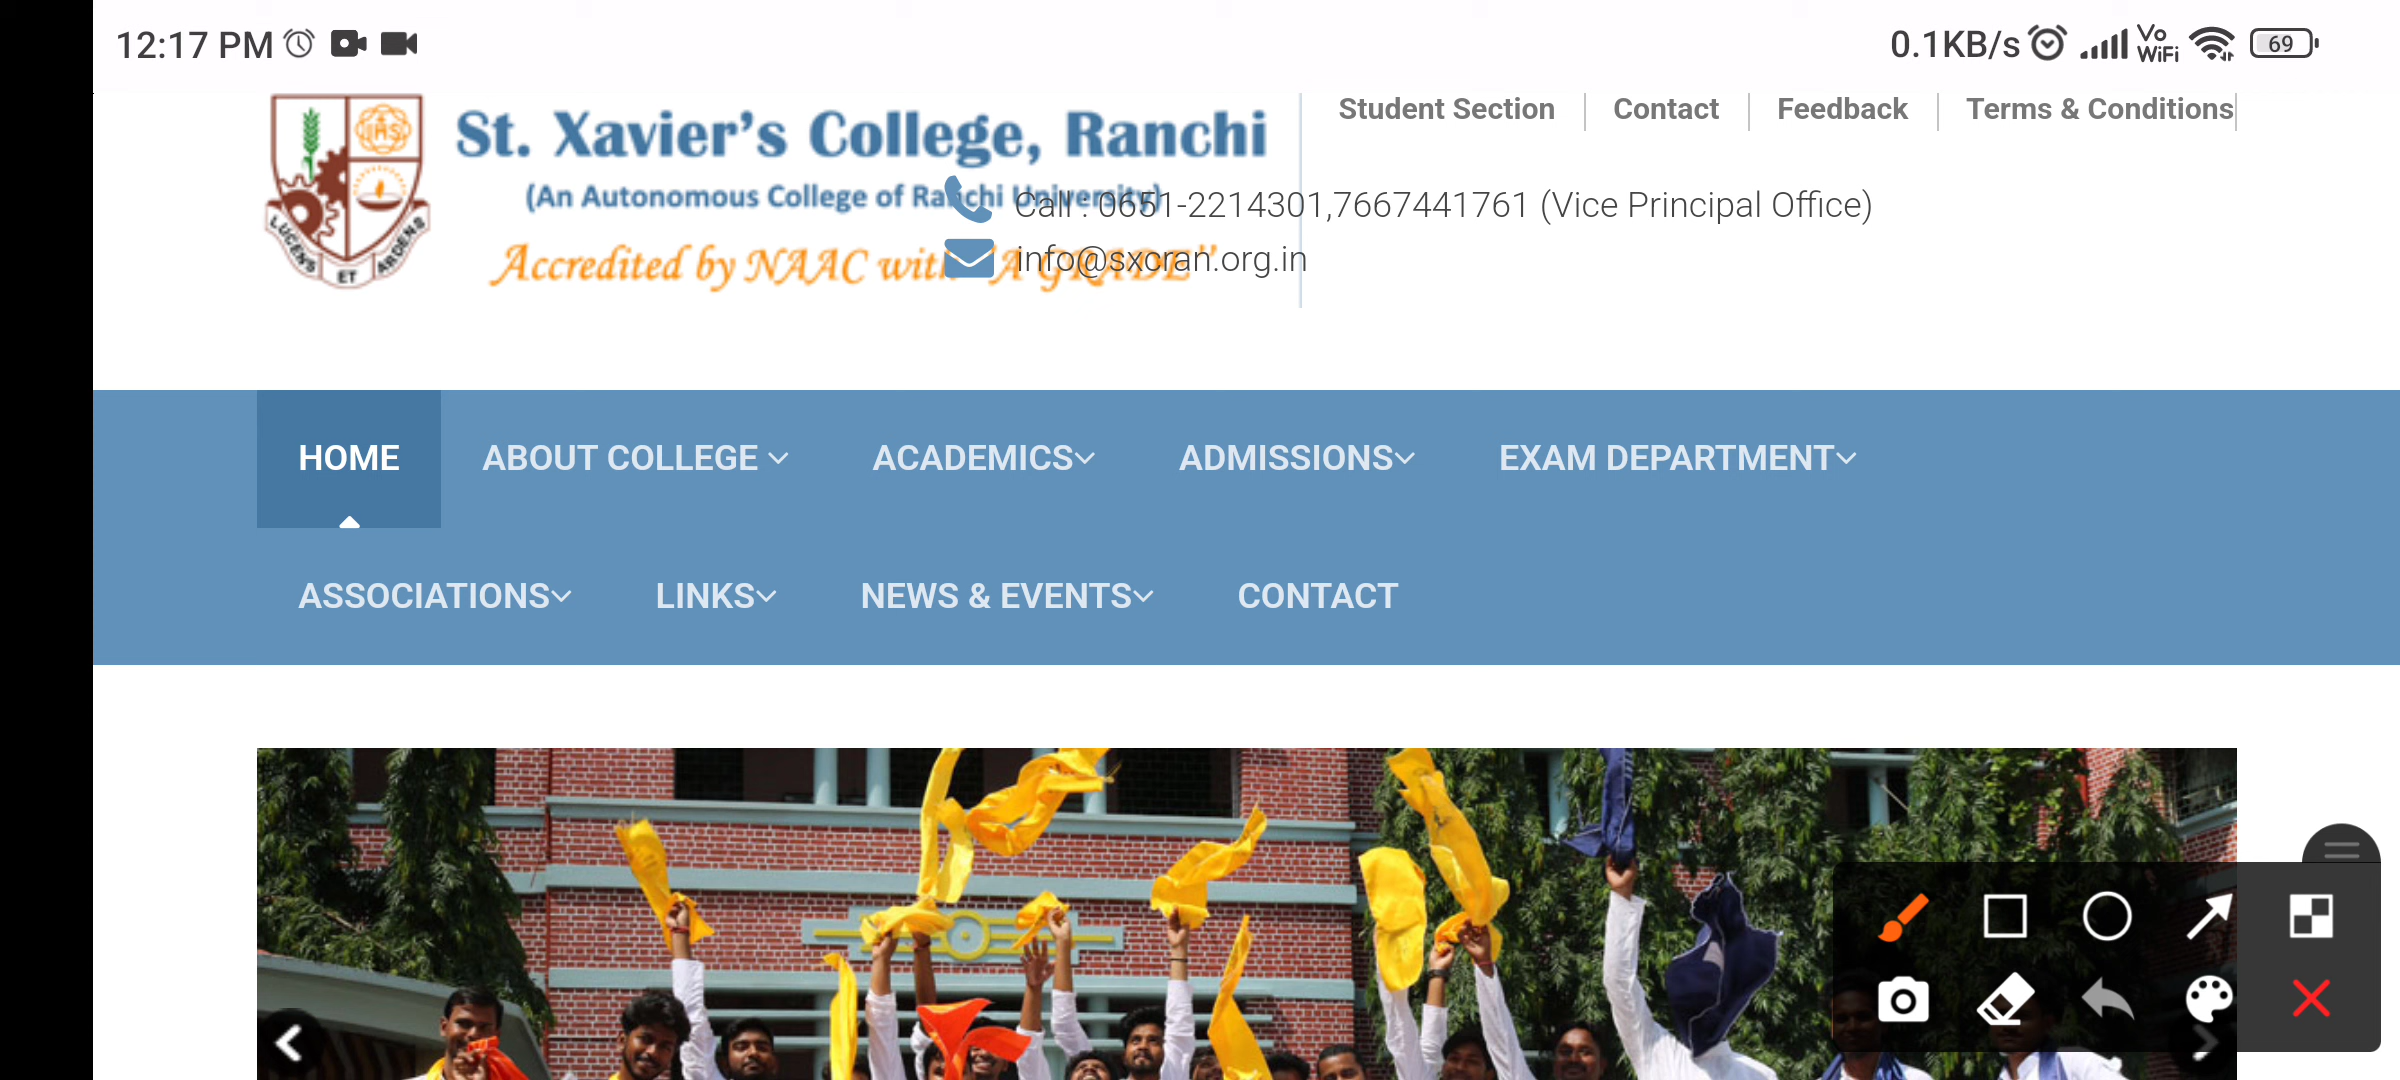 12:17 PM
0.1KB/s Vo WiFi 69
St. Xavier's College, Ranchi
(An Autonomous College of Ranchi University)
Accredited by NAAC with "A GRADE"
LUCENS ET ARDENS
IHS
Student Section Contact Feedback Terms & Conditions
Call : 0651-2214301,7667441761 (Vice Principal Office)
info@sxcran.org.in
HOME ABOUT COLLEGE ACADEMICS ADMISSIONS EXAM DEPARTMENT
ASSOCIATIONS LINKS NEWS & EVENTS CONTACT